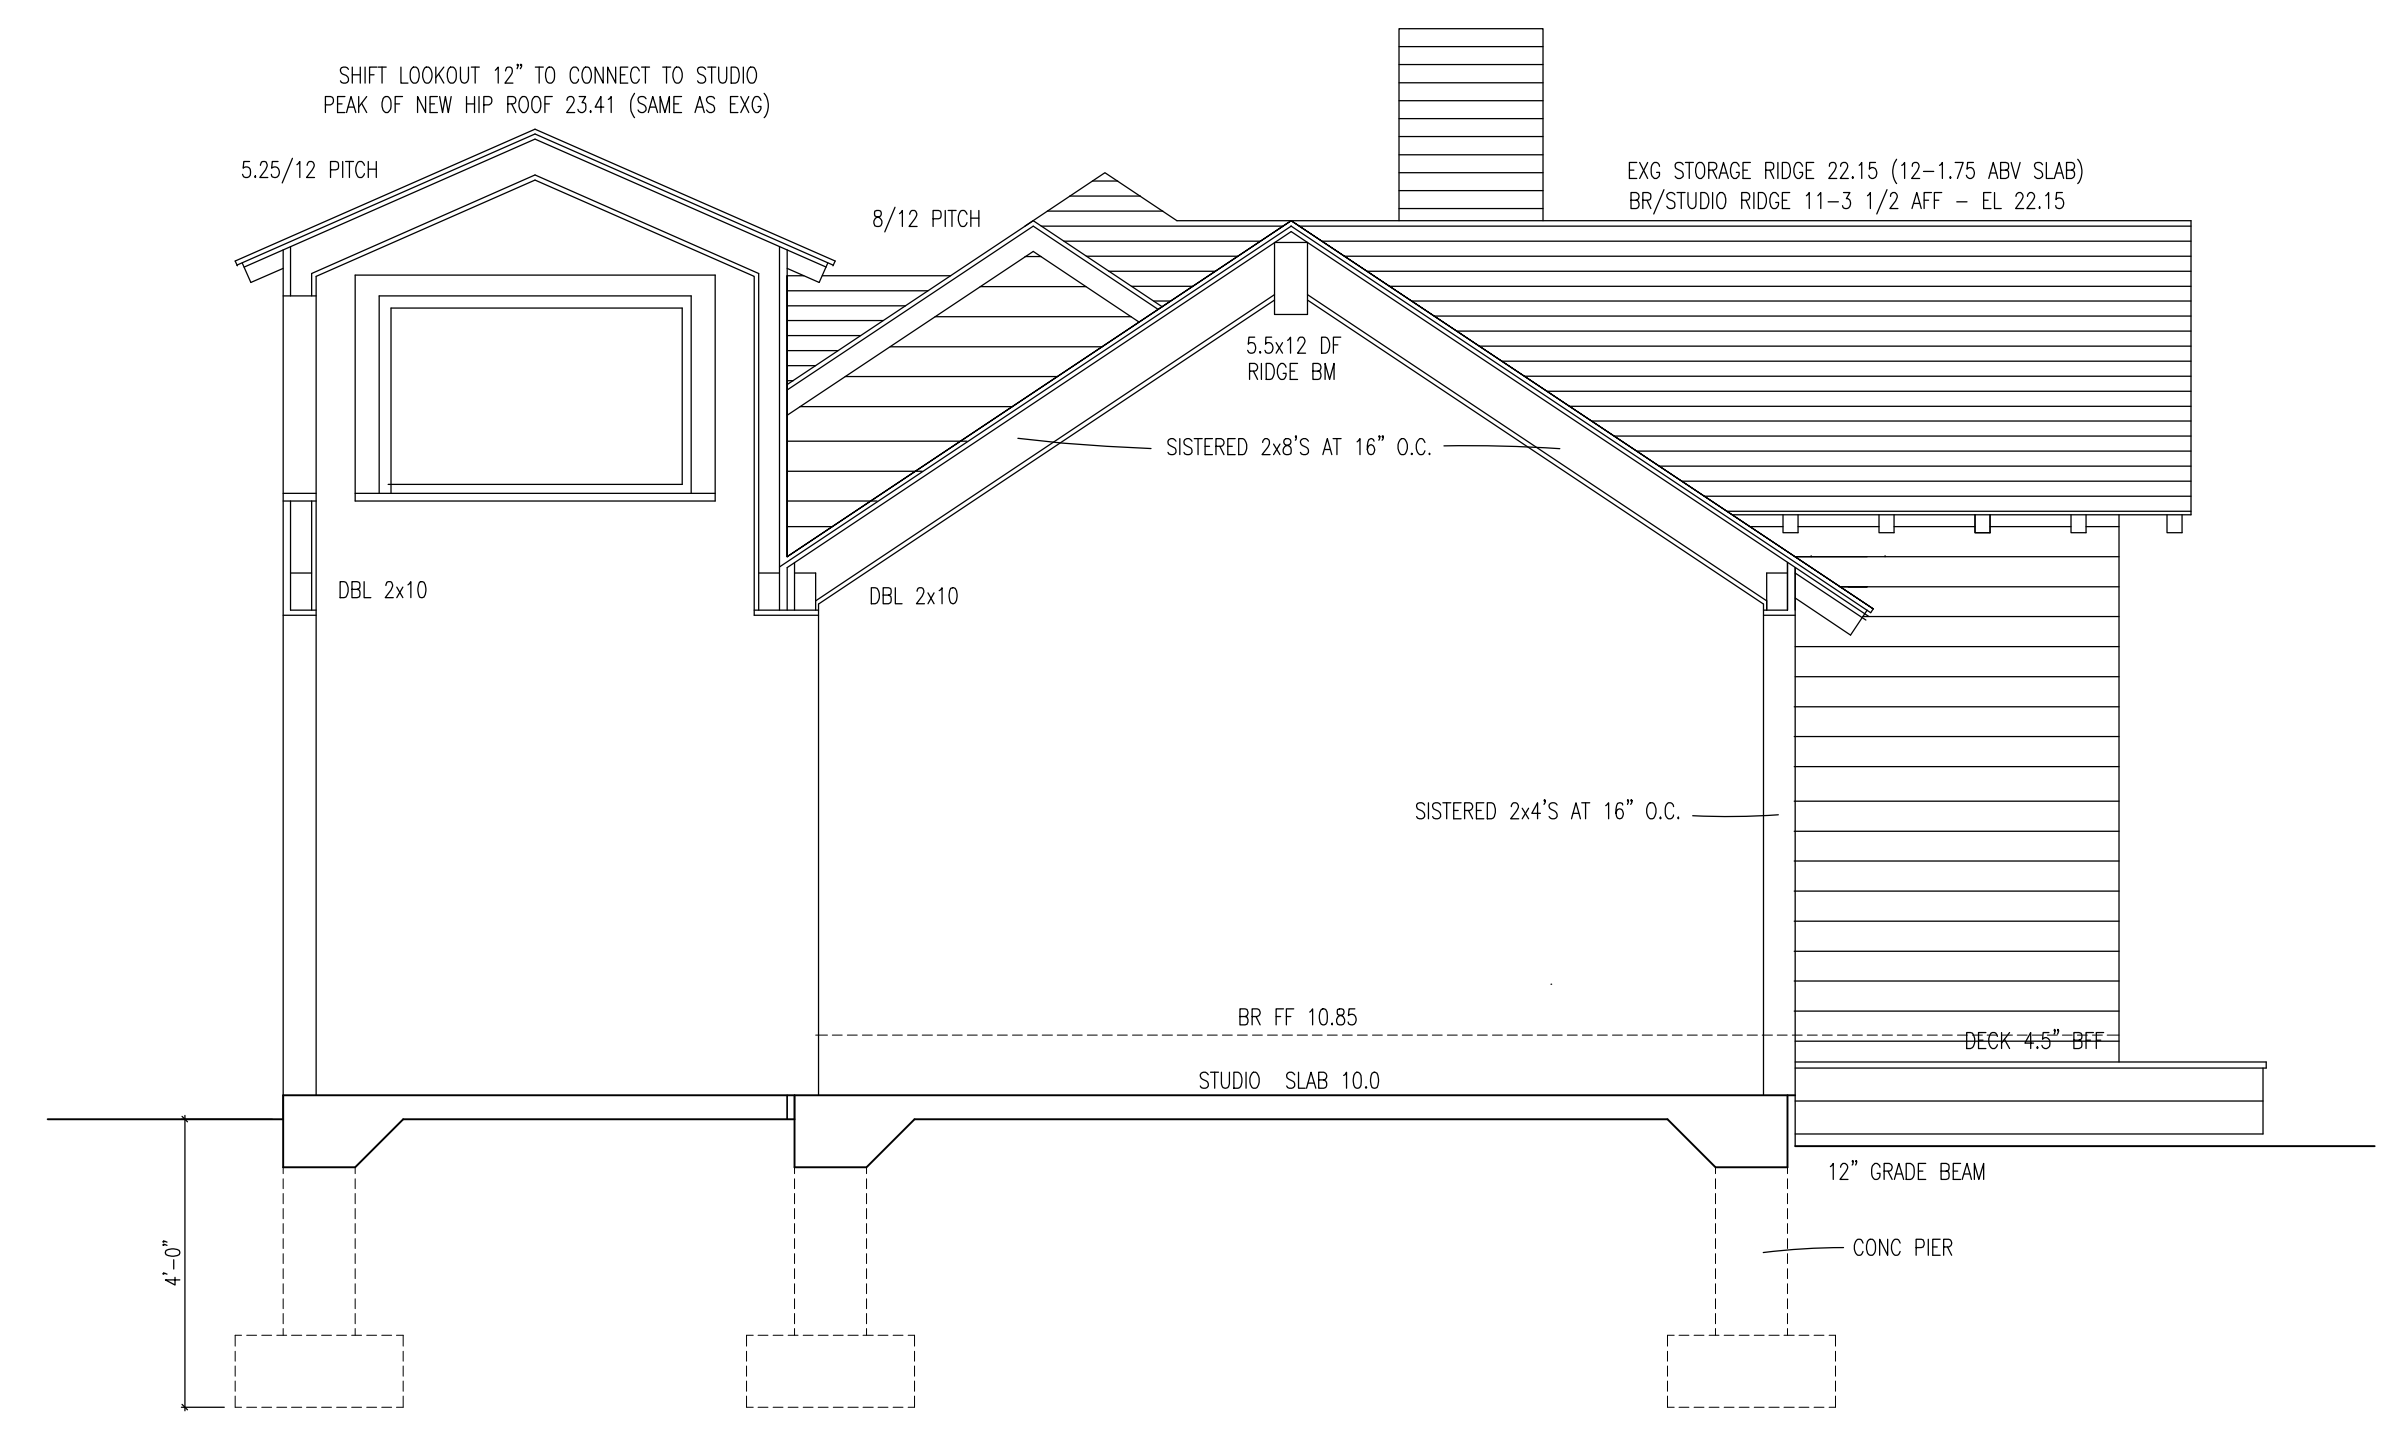 SHIFT LOOKOUT 12" TO CONNECT TO STUDIO
PEAK OF NEW HIP ROOF 23.41 (SAME AS EXG)
5.25/12 PITCH
8/12 PITCH
EXG STORAGE RIDGE 22.15 (12-1.75 ABV SLAB)
BR/STUDIO RIDGE 11-3 1/2 AFF - EL 22.15
5.5x12 DF
RIDGE BM
SISTERED 2x8'S AT 16" O.C.
DBL 2x10
DBL 2x10
SISTERED 2x4'S AT 16" O.C.
BR FF 10.85
DECK 4.5" BFF
STUDIO SLAB 10.0
12" GRADE BEAM
CONC PIER
4'-0"